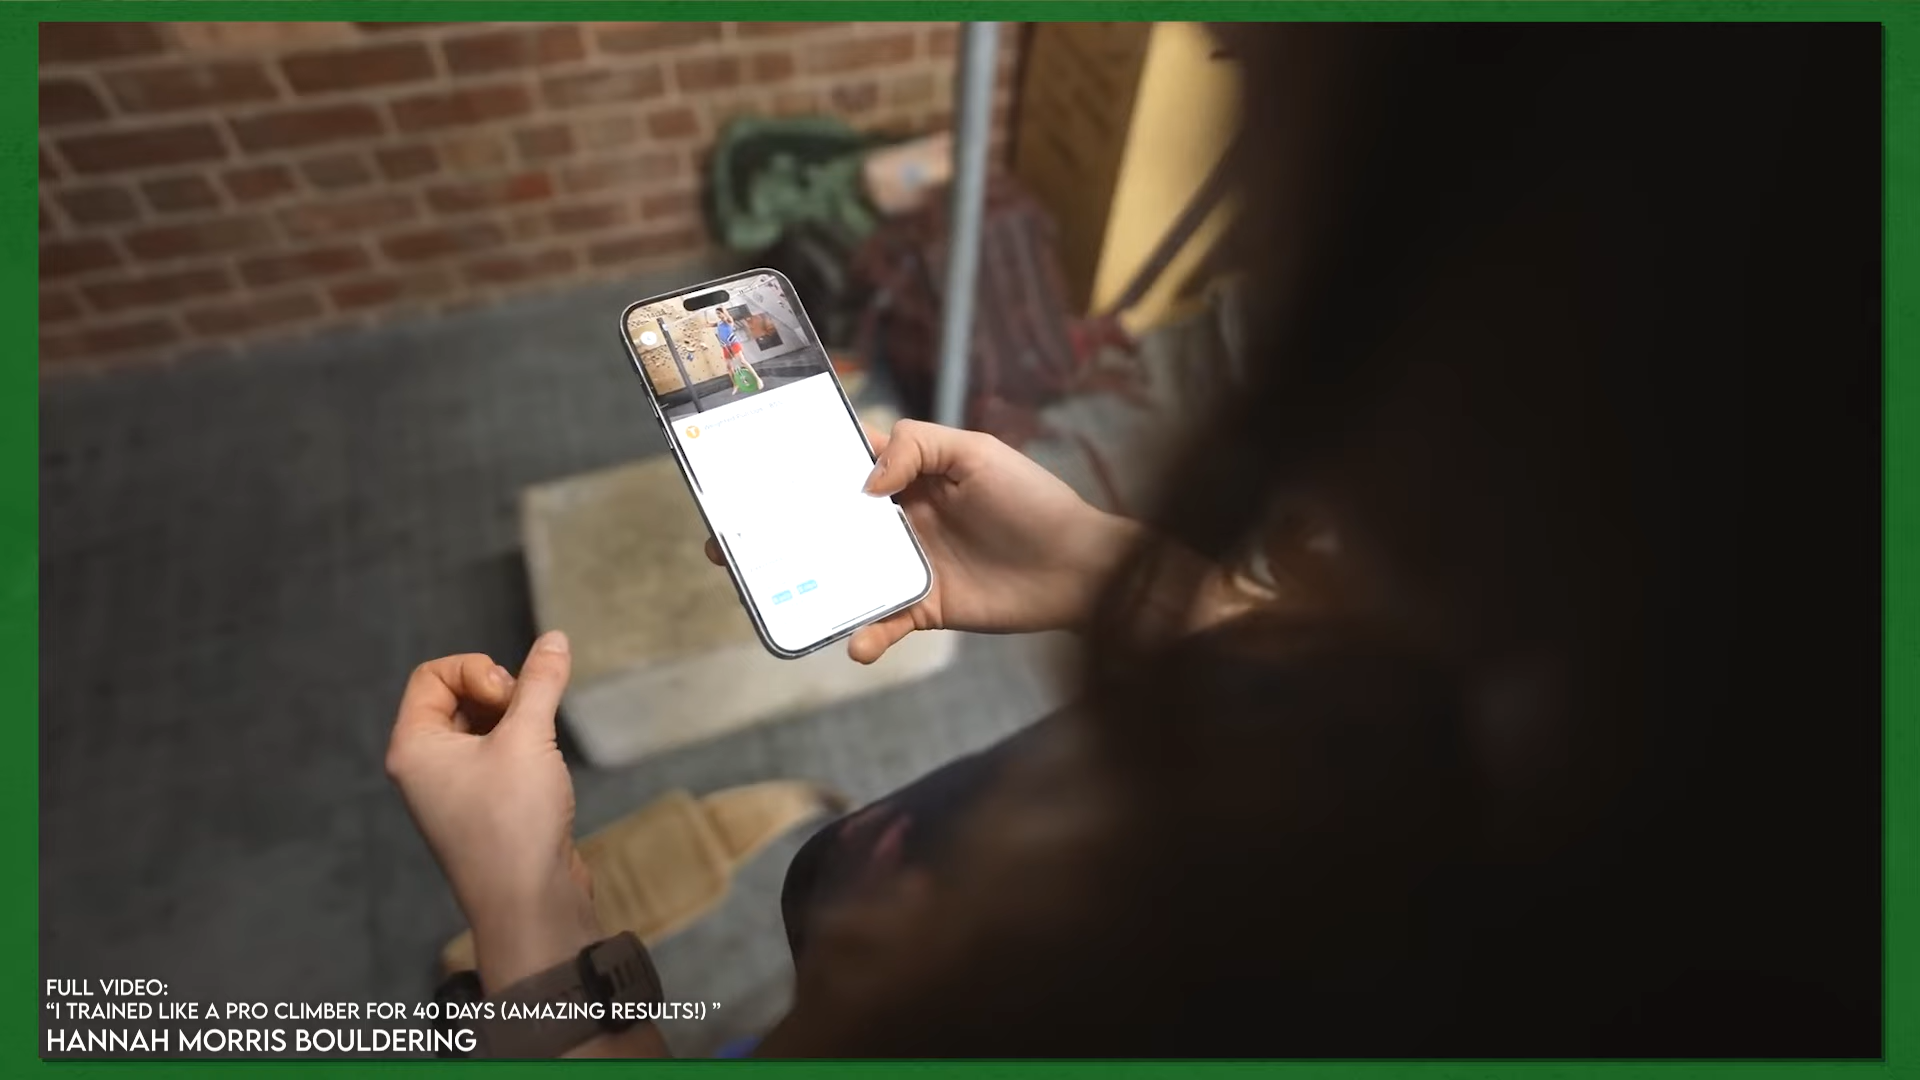 FULL VIDEO:
“I TRAINED LIKE A PRO CLIMBER FOR 40 DAYS (AMAZING RESULTS!) ”
HANNAH MORRIS BOULDERING